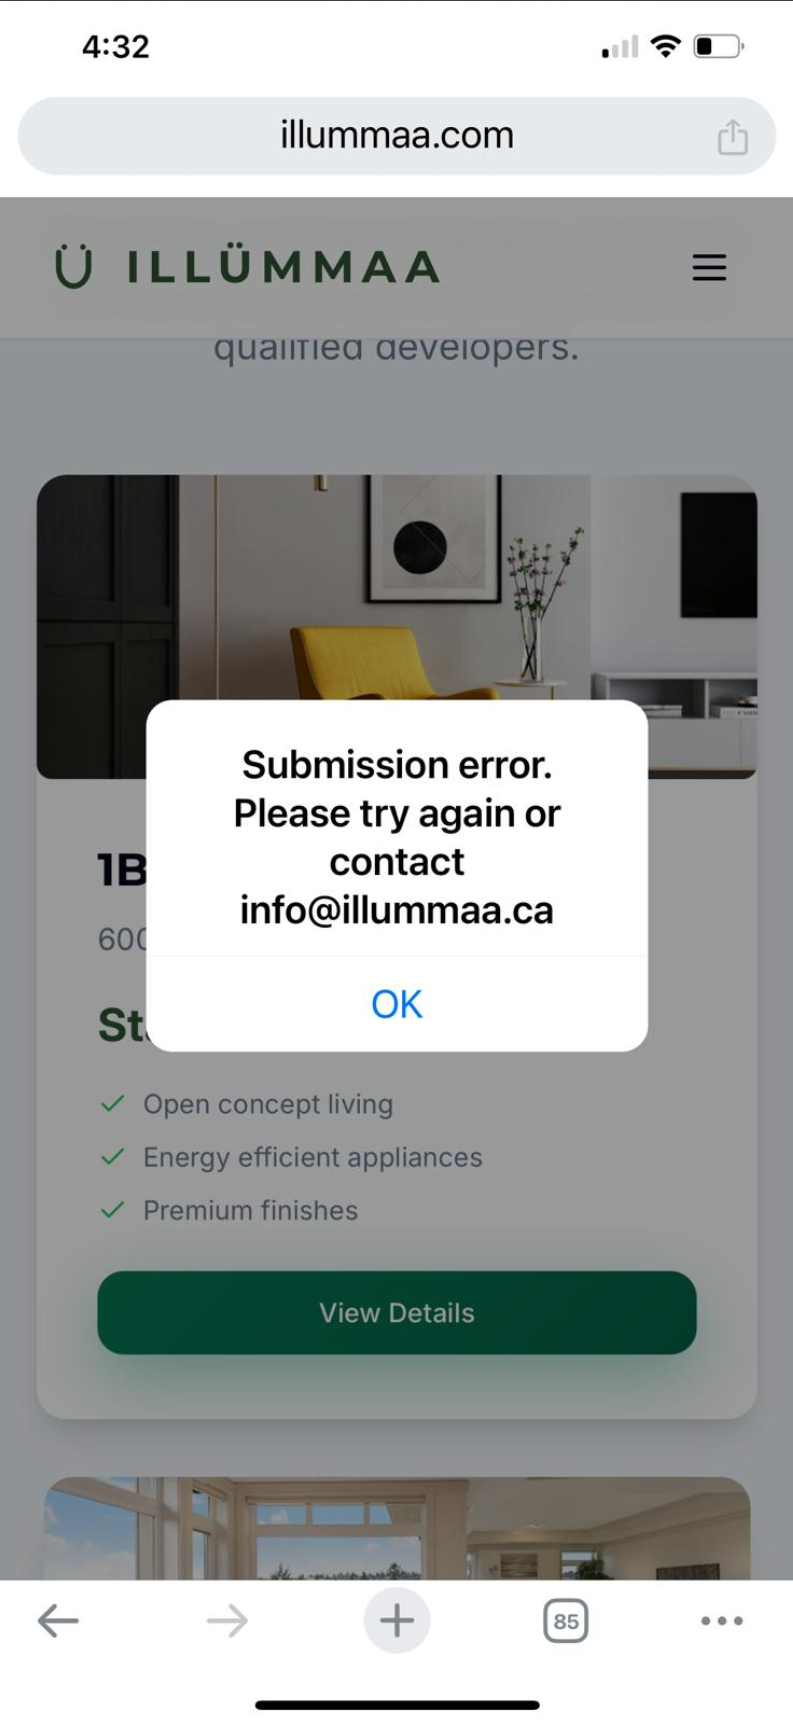 4:32
illummaa.com
Ü ILLÜMMAA
qualified developers.
Submission error.
Please try again or
contact
info@illummaa.ca
OK
1B
600
St
Open concept living
Energy efficient appliances
Premium finishes
View Details
85